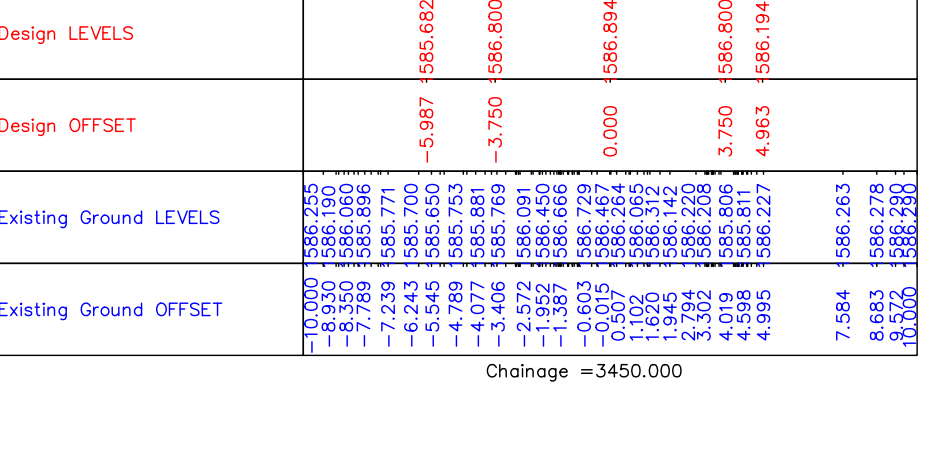 Design LEVELS 585.682 586.800 586.894 586.800 586.194
Design OFFSET −5.987 −3.750 0.000 3.750 4.963
Existing Ground LEVELS 586.255 586.190 586.060 585.896 585.771 585.700 585.650 585.753 585.881 585.769 586.091 586.450 586.666 586.729 586.467 586.264 586.065 586.312 586.142 586.220 586.208 585.806 585.811 586.227 586.263 586.278 586.290 586.290
Existing Ground OFFSET −10.000 −8.930 −8.350 −7.789 −7.239 −6.243 −5.545 −4.789 −4.077 −3.406 −2.572 −1.952 −1.387 −0.603 −0.015 0.507 1.102 1.620 1.945 2.794 3.302 4.019 4.598 4.995 7.584 8.683 9.572 10.000
Chainage =3450.000